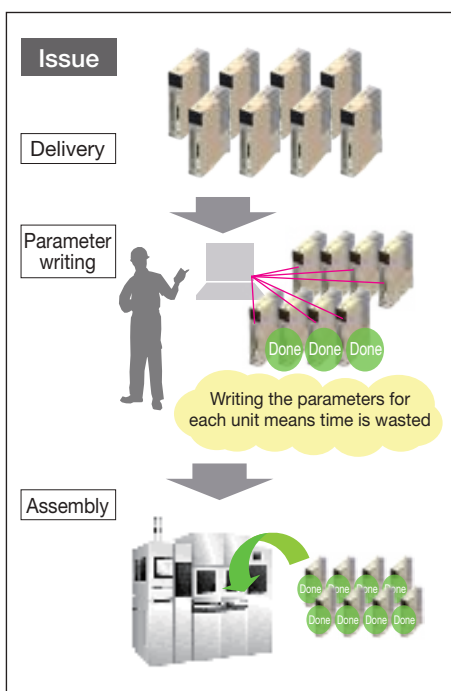 Issue
Delivery
Parameter
writing
Done Done Done
Writing the parameters for
each unit means time is wasted
Assembly
Done Done Done Done
Done Done Done Done